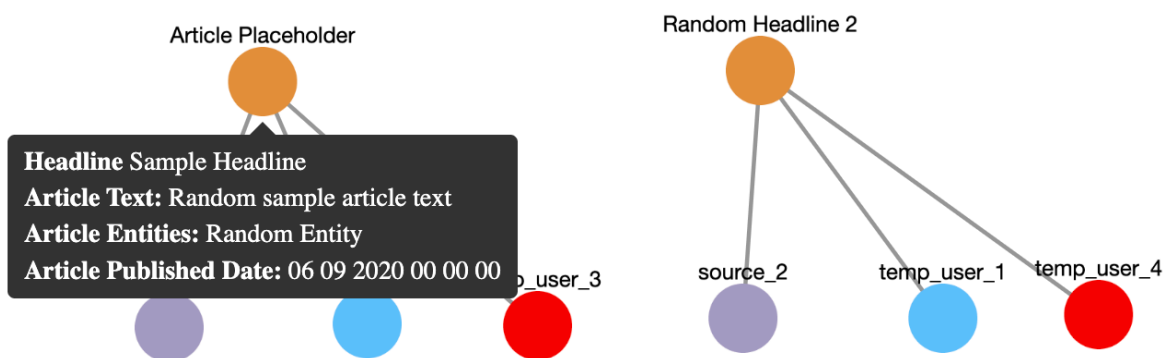 Article Placeholder
Random Headline 2
Headline Sample Headline
Article Text: Random sample article text
Article Entities: Random Entity
Article Published Date: 06 09 2020 00 00 00
p_user_3
source_2
temp_user_1
temp_user_4